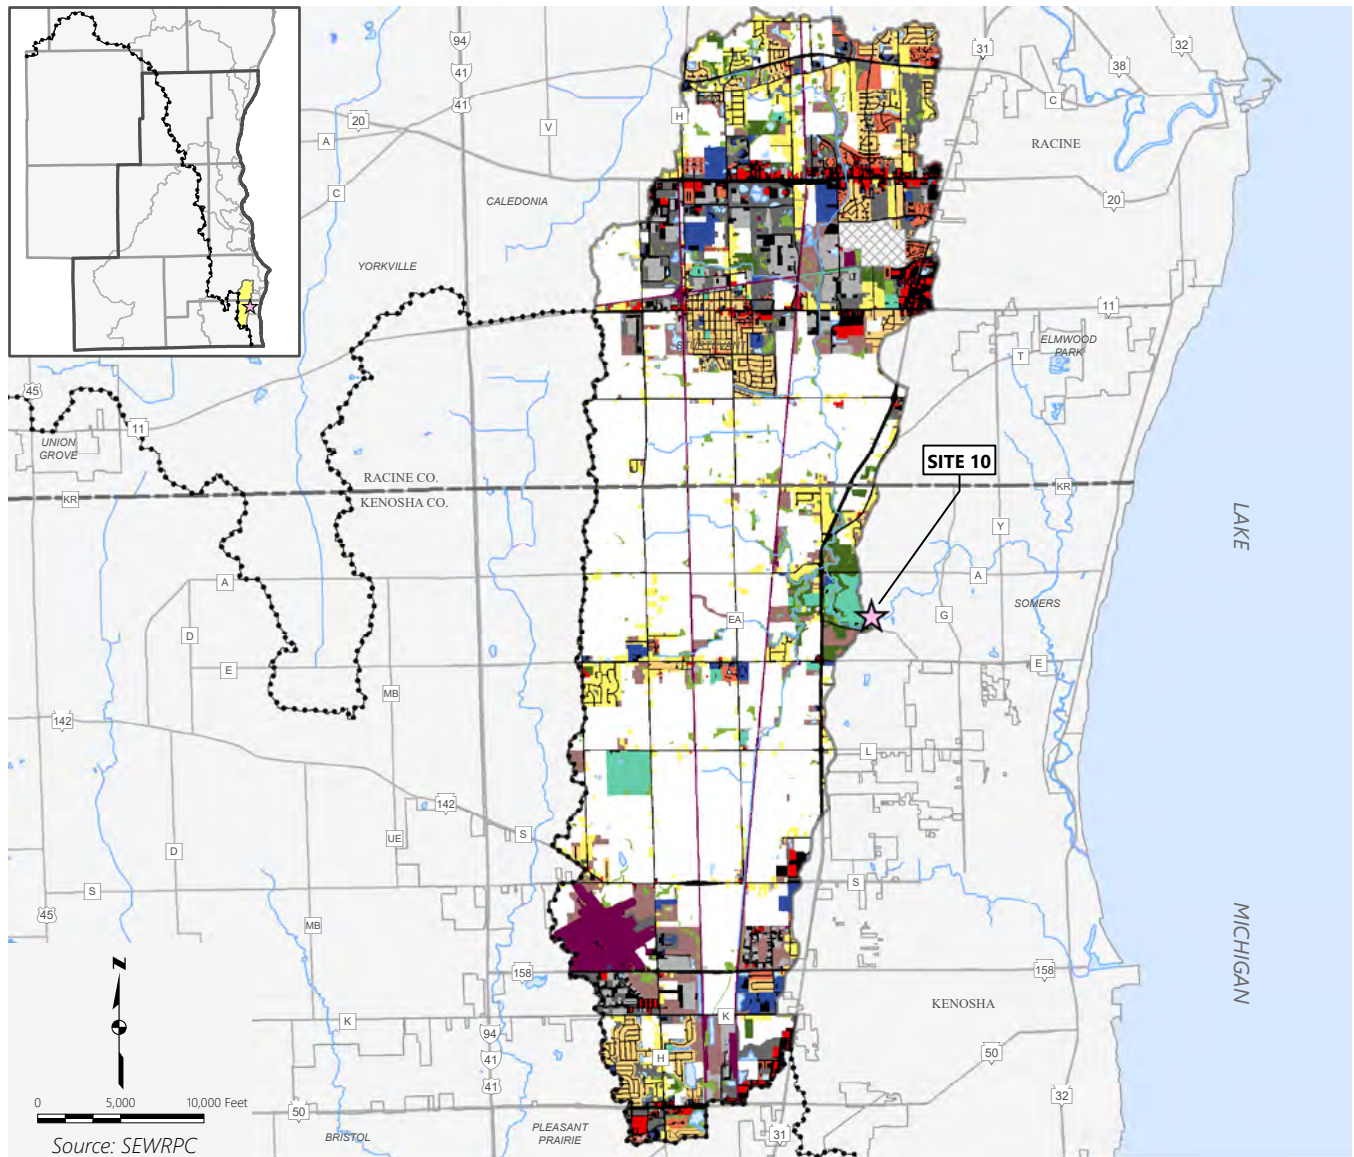 94
41
41
31
32
38
C
20
V
H
A
RACINE
C
CALEDONIA
20
YORKVILLE
11
STURTEVANT
ELMWOOD
PARK
T
45
11
UNION
GROVE
SITE 10
RACINE CO.
KENOSHA CO.
KR
KR
LAKE
Y
A
A
SOMERS
D
EA
G
E
E
MB
142
L
142
S
UE
D
S
S
45
MB
MICHIGAN
N
158
158
KENOSHA
K
K
94
41
41
H
50
32
0
5,000
10,000 Feet
50
BRISTOL
PLEASANT
PRAIRIE
31
Source: SEWRPC